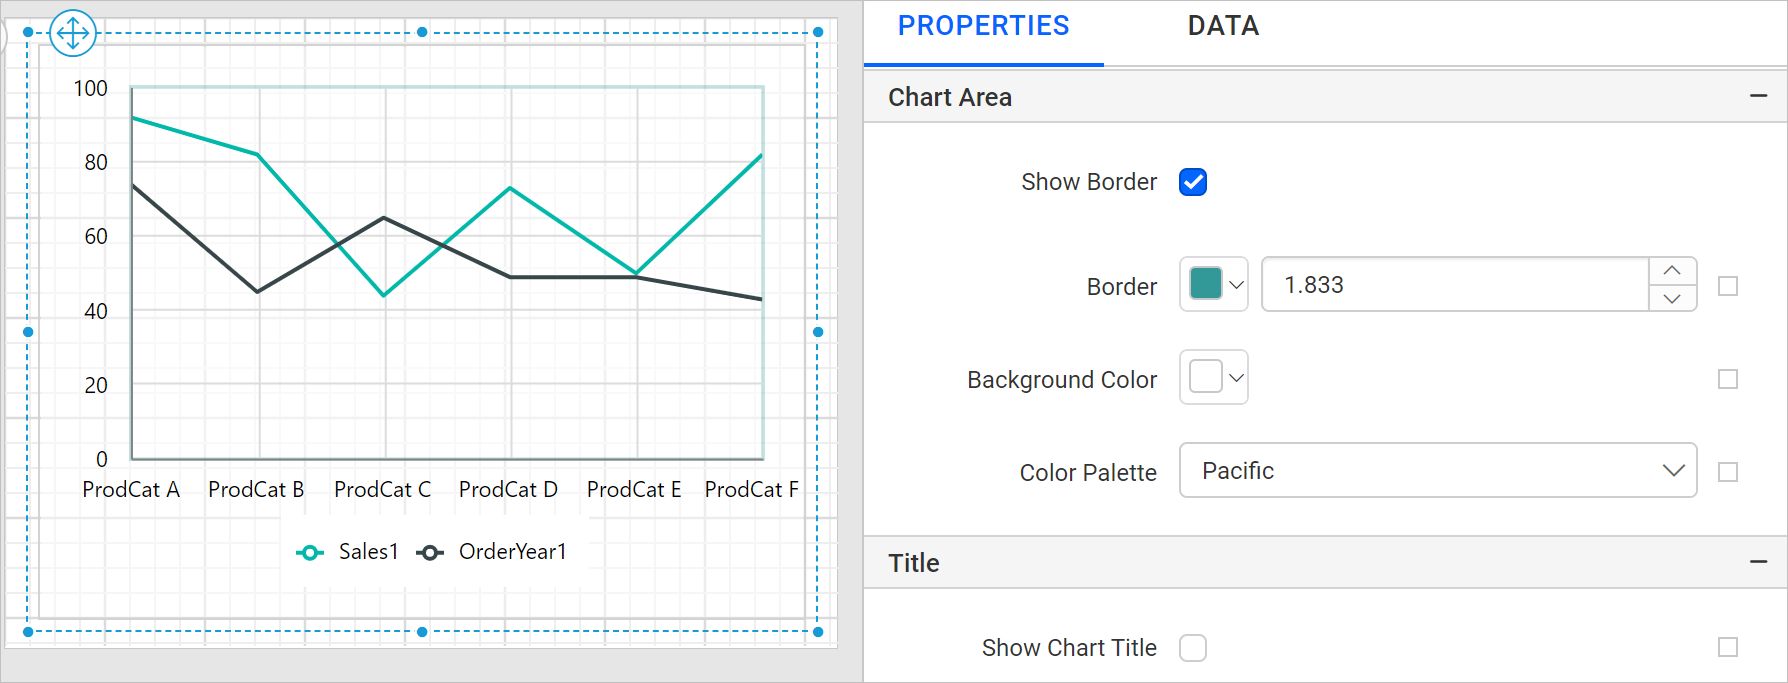 PROPERTIES DATA
Chart Area
Show Border
Border 1.833
Background Color
Color Palette Pacific
Title
Show Chart Title
100
80
60
40
20
0
ProdCat A ProdCat B ProdCat C ProdCat D ProdCat E ProdCat F
Sales1 OrderYear1